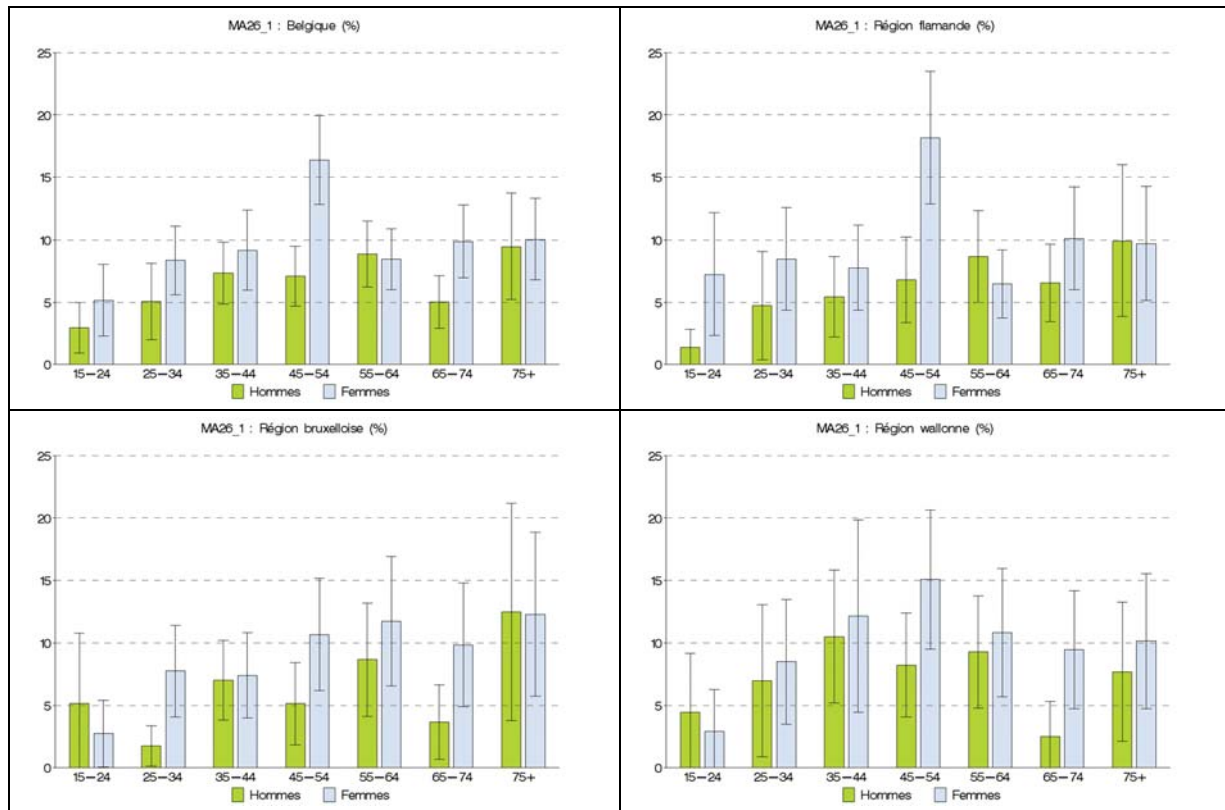 MA26_1 : Belgique (%)
25
20
15
10
5
0
15–24 25–34 35–44 45–54 55–64 65–74 75+
Hommes Femmes
MA26_1 : Région flamande (%)
25
20
15
10
5
0
15–24 25–34 35–44 45–54 55–64 65–74 75+
Hommes Femmes
MA26_1 : Région bruxelloise (%)
25
20
15
10
5
0
15–24 25–34 35–44 45–54 55–64 65–74 75+
Hommes Femmes
MA26_1 : Région wallonne (%)
25
20
15
10
5
0
15–24 25–34 35–44 45–54 55–64 65–74 75+
Hommes Femmes